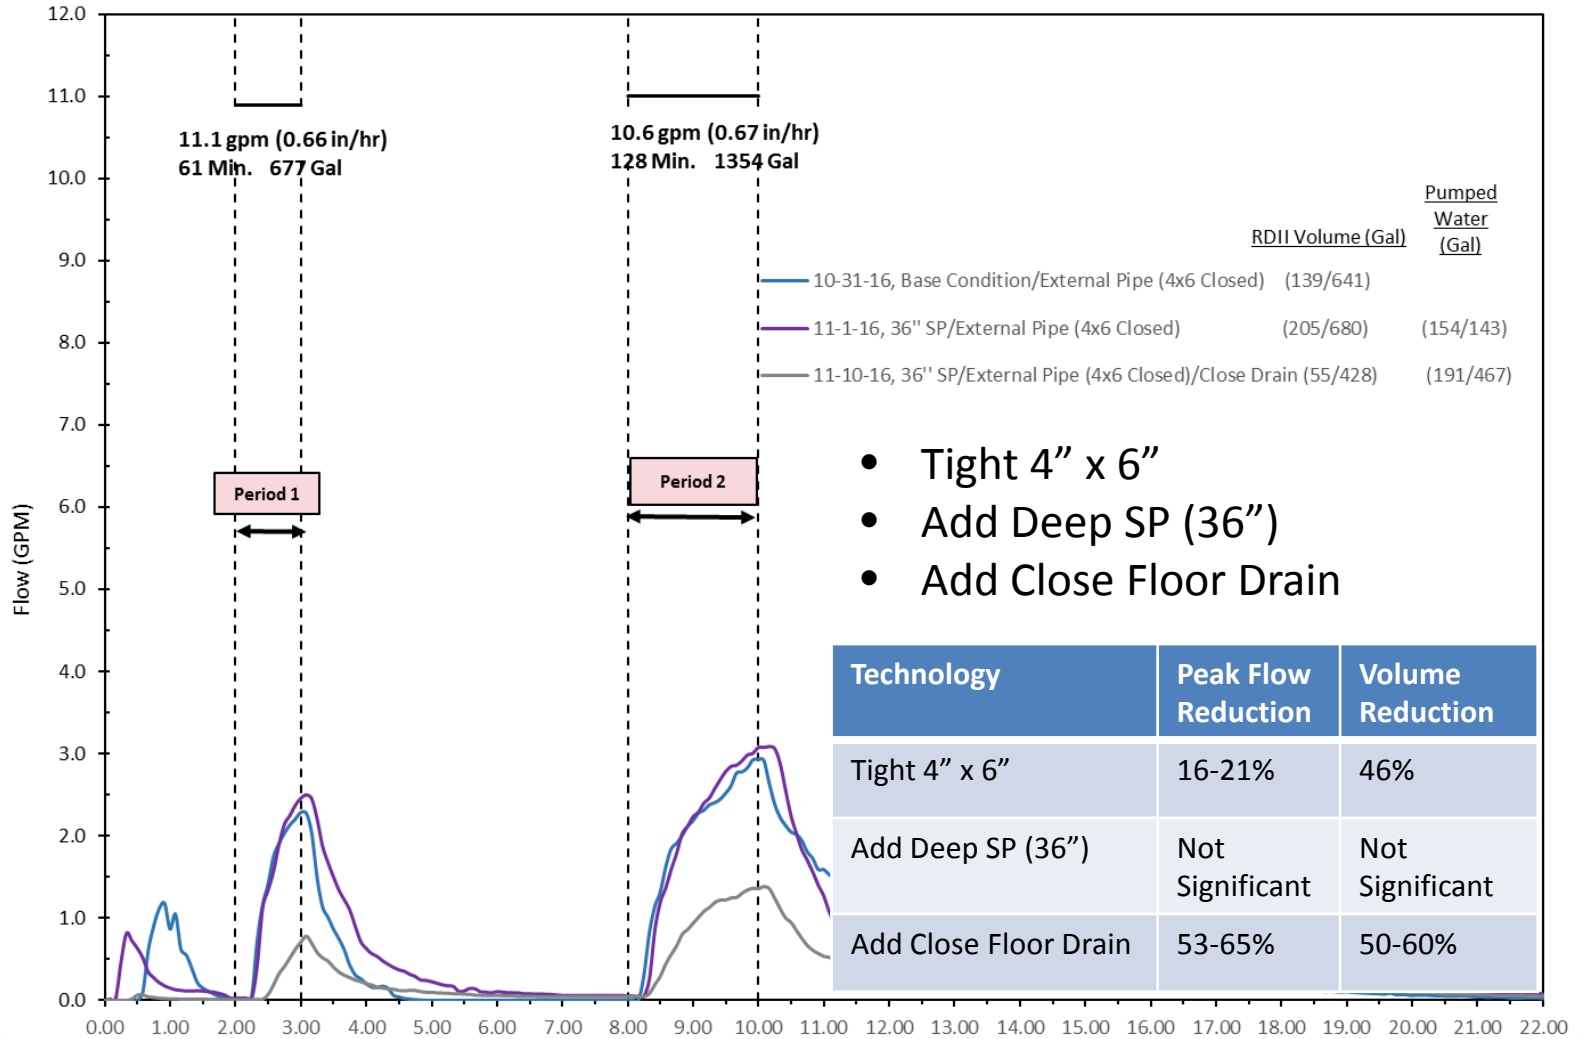 12.0
11.0
10.0
9.0
8.0
7.0
6.0
5.0
4.0
3.0
2.0
1.0
0.0
Flow (GPM)
0.00 1.00 2.00 3.00 4.00 5.00 6.00 7.00 8.00 9.00 10.00 11.00 12.00 13.00 14.00 15.00 16.00 17.00 18.00 19.00 20.00 21.00 22.00
11.1 gpm (0.66 in/hr)
61 Min. 677 Gal
10.6 gpm (0.67 in/hr)
128 Min. 1354 Gal
Period 1
Period 2
RDII Volume (Gal)
Pumped
Water
(Gal)
10-31-16, Base Condition/External Pipe (4x6 Closed) (139/641)
11-1-16, 36'' SP/External Pipe (4x6 Closed) (205/680) (154/143)
11-10-16, 36'' SP/External Pipe (4x6 Closed)/Close Drain (55/428) (191/467)
• Tight 4” x 6”
• Add Deep SP (36”)
• Add Close Floor Drain
Technology Peak Flow Reduction Volume Reduction
Tight 4” x 6” 16-21% 46%
Add Deep SP (36”) Not Significant Not Significant
Add Close Floor Drain 53-65% 50-60%